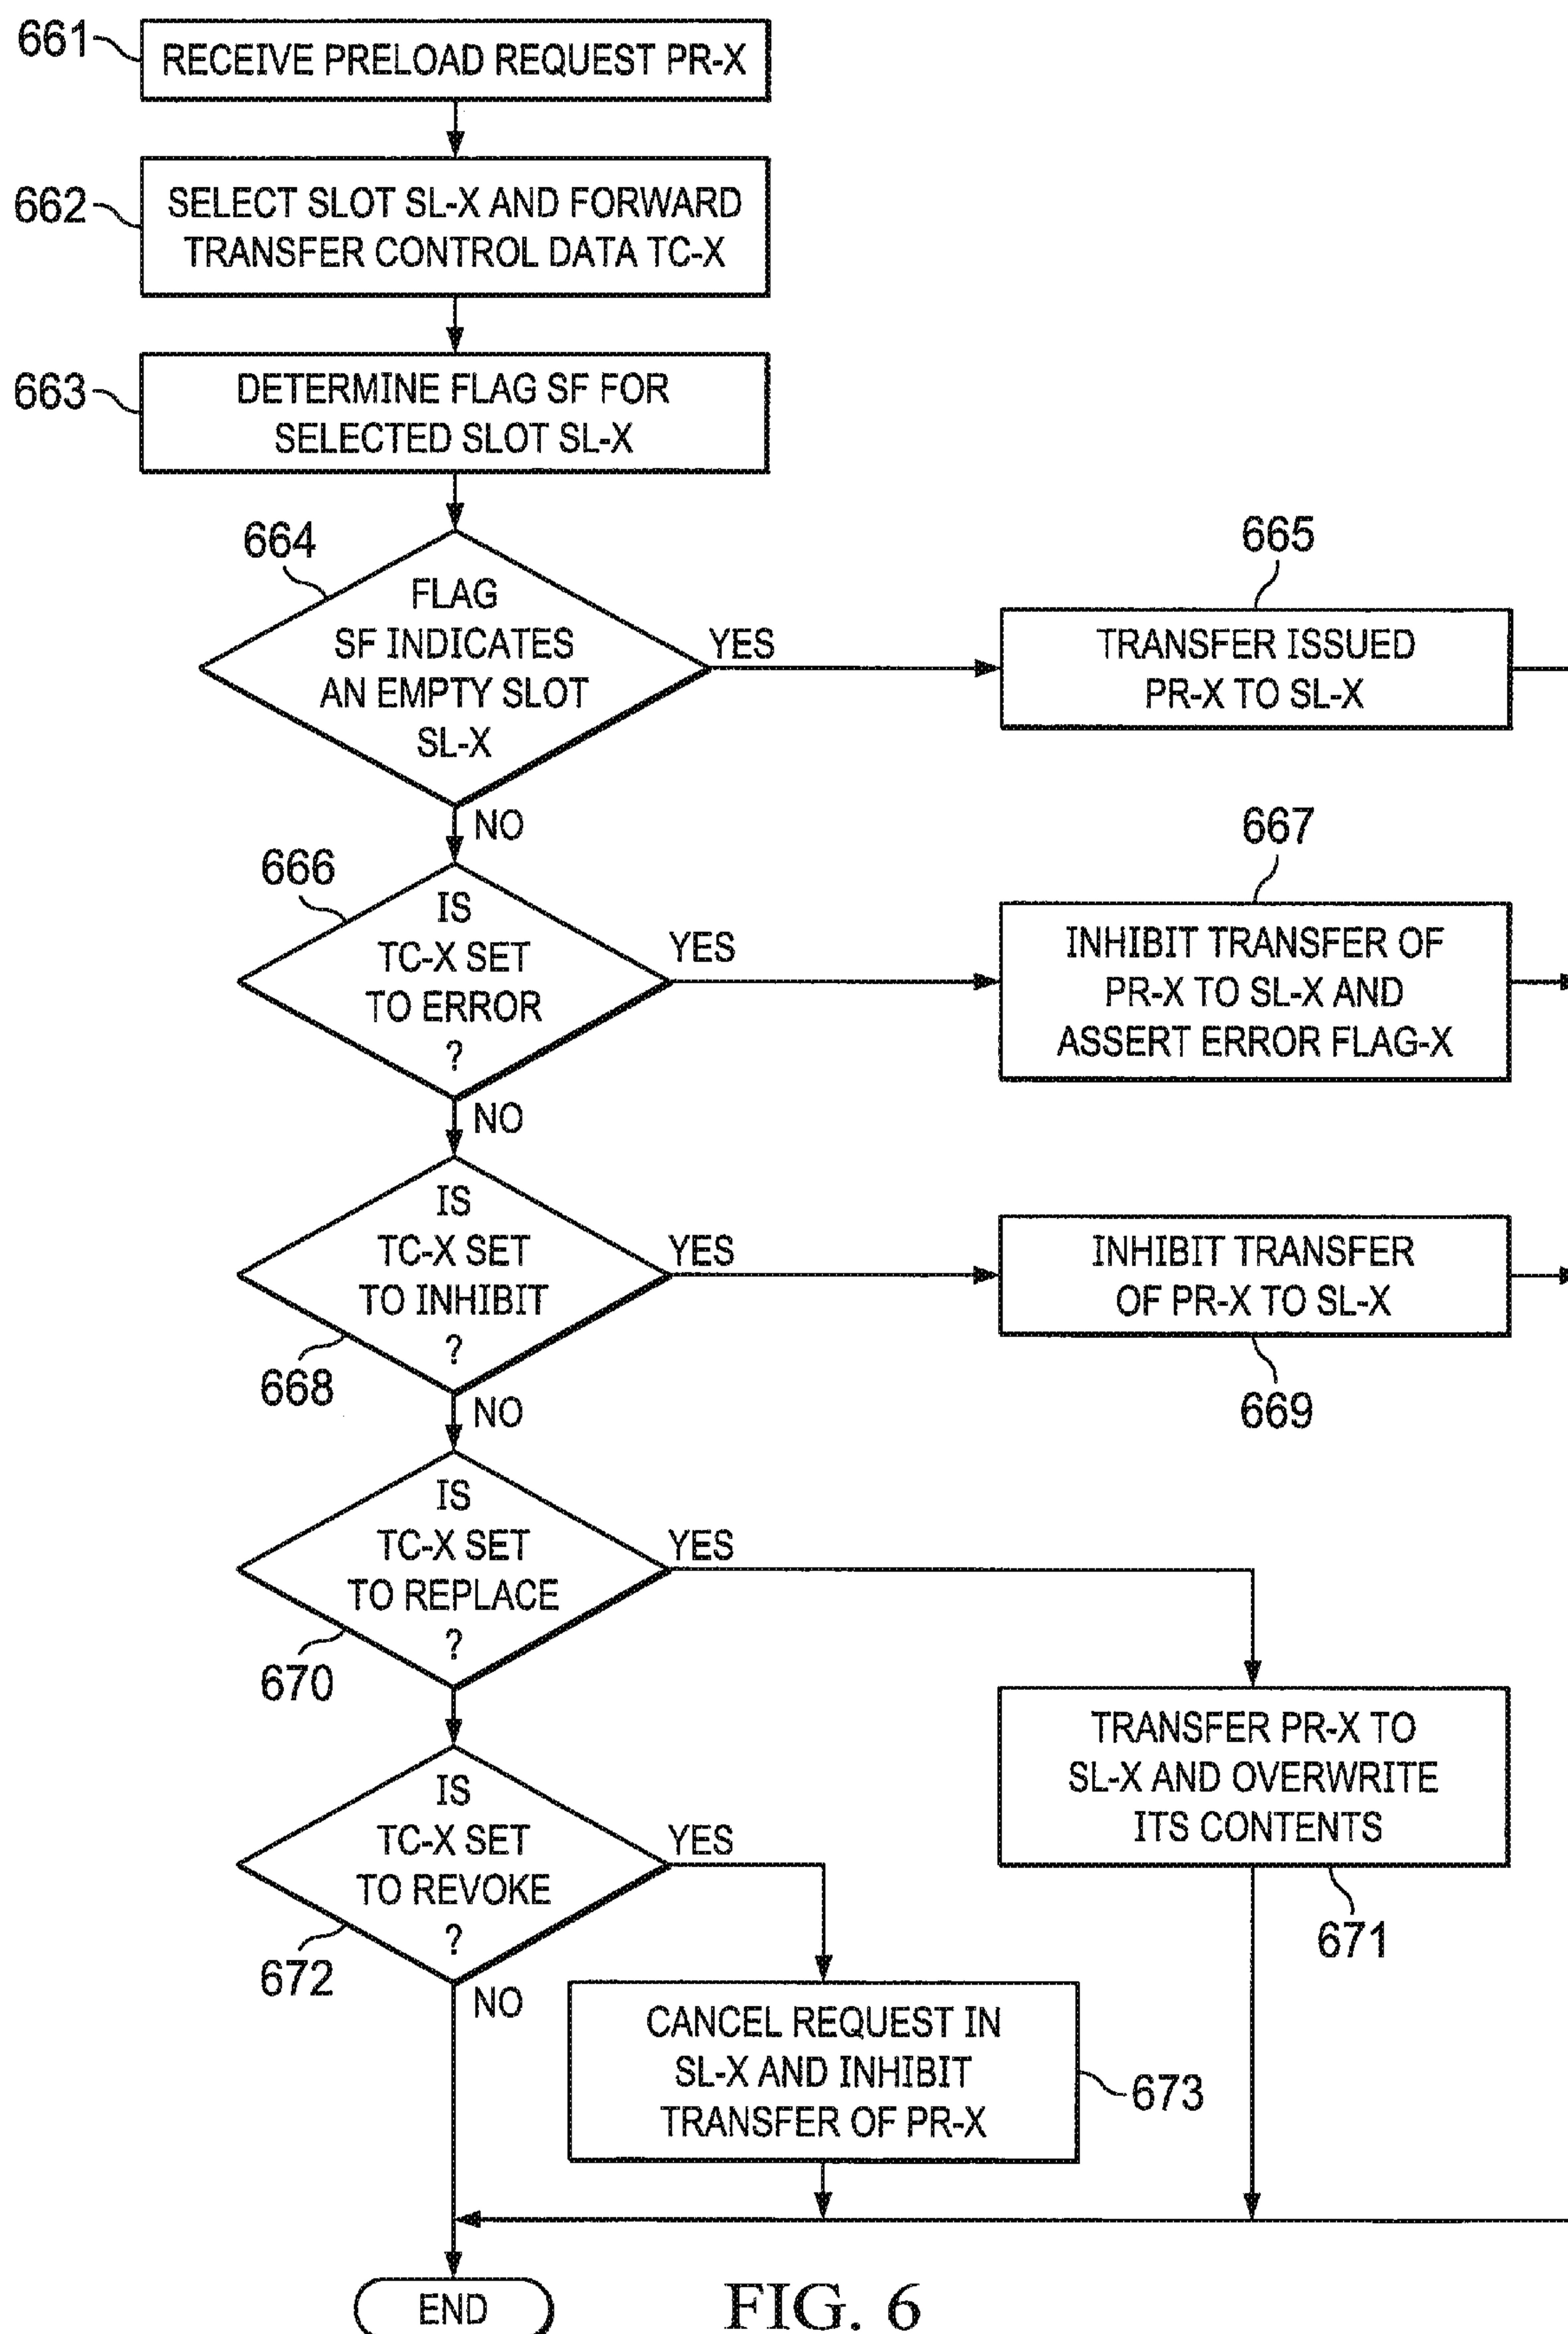 661
RECEIVE PRELOAD REQUEST PR-X
662
SELECT SLOT SL-X AND FORWARD
TRANSFER CONTROL DATA TC-X
663
DETERMINE FLAG SF FOR
SELECTED SLOT SL-X
664
FLAG
SF INDICATES
AN EMPTY SLOT
SL-X
YES
NO
665
TRANSFER ISSUED
PR-X TO SL-X
666
IS
TC-X SET
TO ERROR
?
YES
NO
667
INHIBIT TRANSFER OF
PR-X TO SL-X AND
ASSERT ERROR FLAG-X
IS
TC-X SET
TO INHIBIT
?
668
YES
NO
INHIBIT TRANSFER
OF PR-X TO SL-X
669
IS
TC-X SET
TO REPLACE
?
670
YES
TRANSFER PR-X TO
SL-X AND OVERWRITE
ITS CONTENTS
671
IS
TC-X SET
TO REVOKE
?
672
YES
NO
CANCEL REQUEST IN
SL-X AND INHIBIT
TRANSFER OF PR-X
673
END
FIG. 6